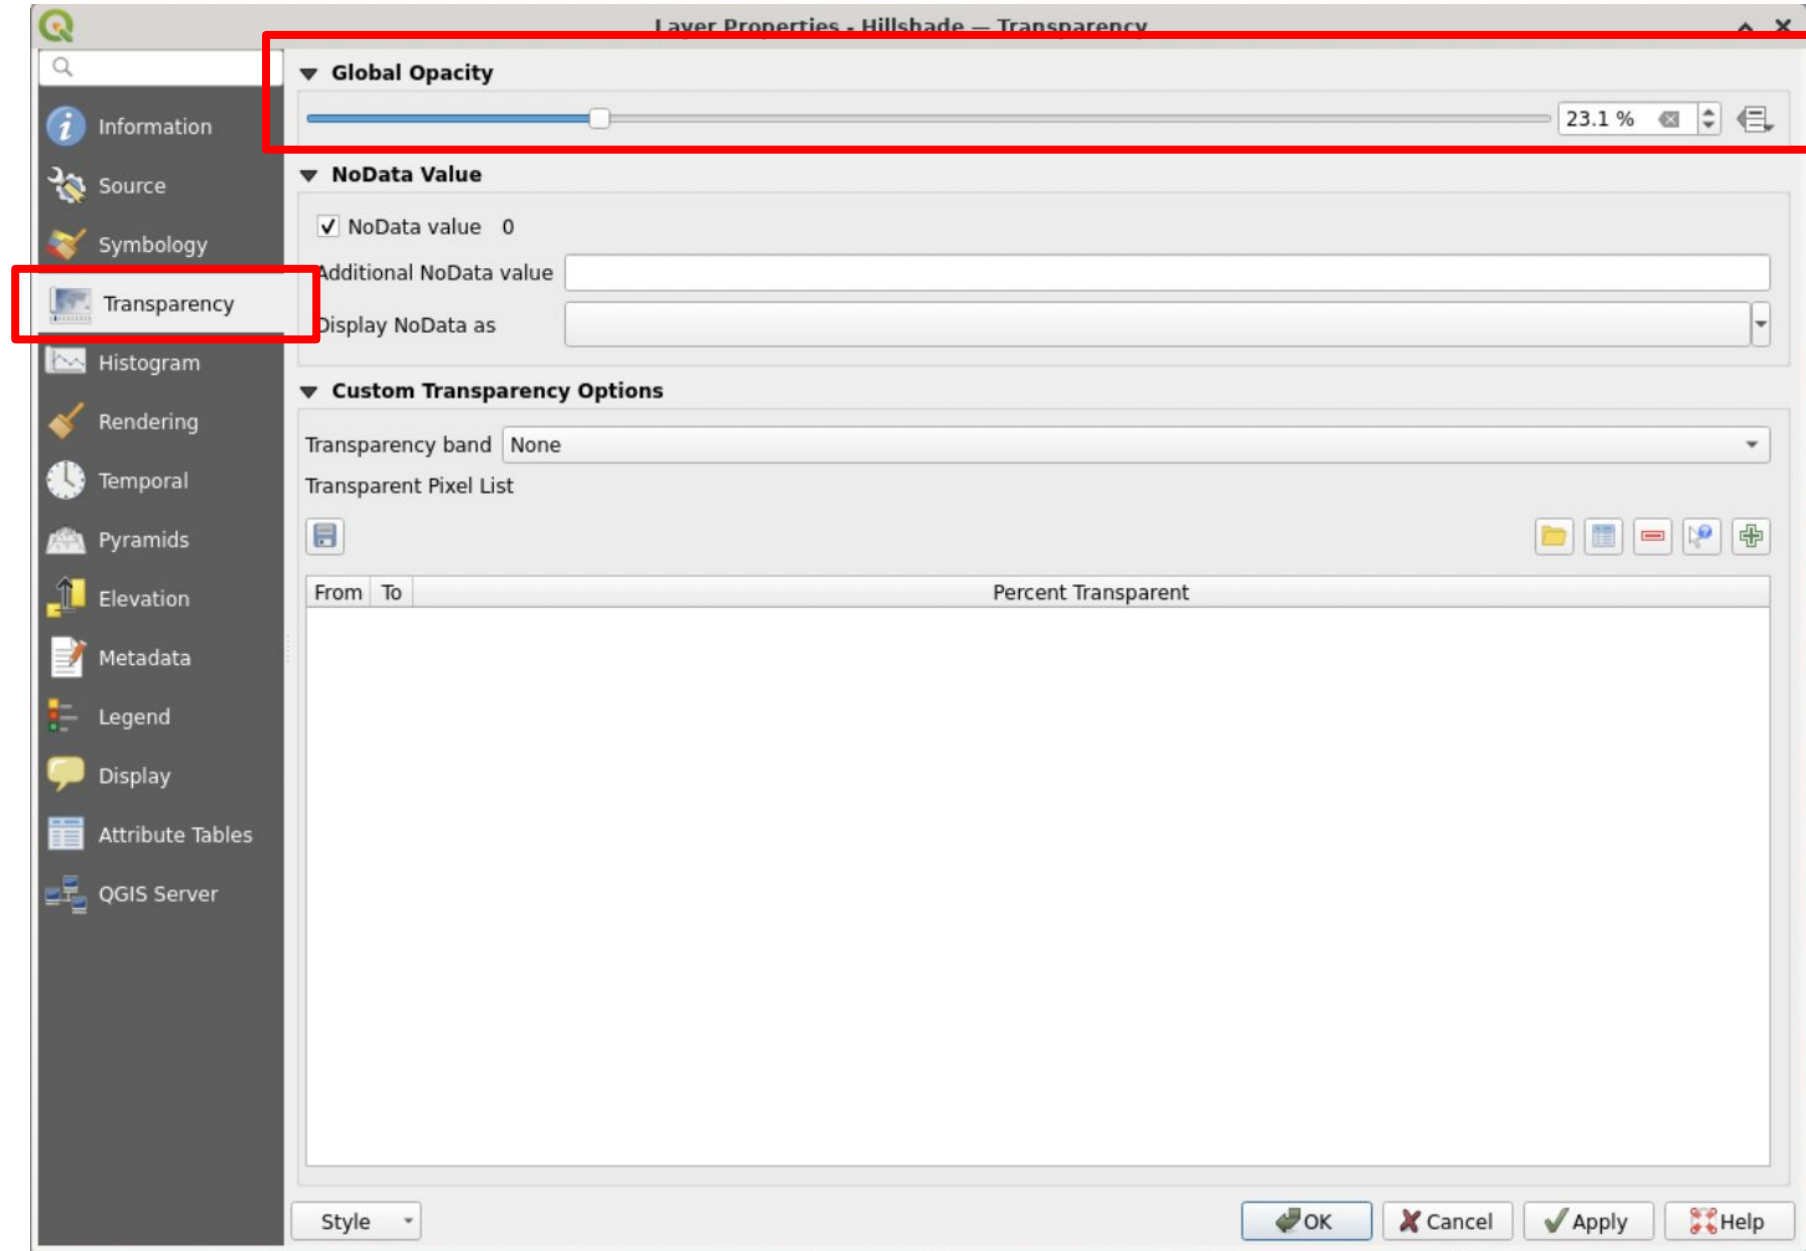 Layer Properties - Hillshade — Transparency
Information
Source
Symbology
Transparency
Histogram
Rendering
Temporal
Pyramids
Elevation
Metadata
Legend
Display
Attribute Tables
QGIS Server
Global Opacity
23.1 %
NoData Value
NoData value 0
Additional NoData value
Display NoData as
Custom Transparency Options
Transparency band None
Transparent Pixel List
From To Percent Transparent
Style OK Cancel Apply Help